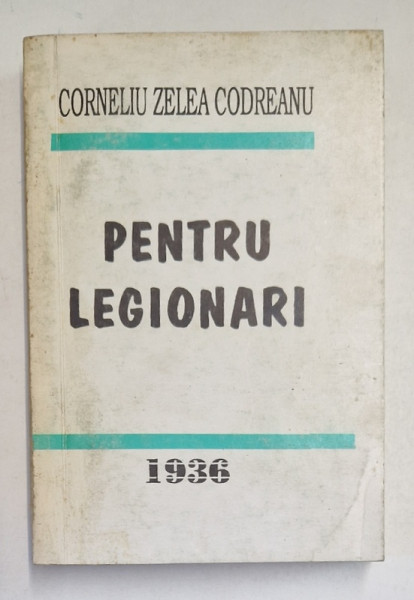 CORNELIU ZELEA CODREANU
PENTRU
LEGIONARI
1936